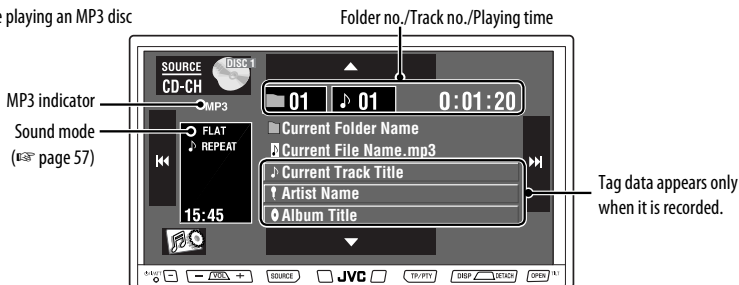 e playing an MP3 disc
Folder no./Track no./Playing time
SOURCE
DISC 1
CD-CH
MP3
01 01 0:01:20
MP3 indicator
Sound mode
(☞ page 57)
FLAT
REPEAT
Current Folder Name
Current File Name.mp3
Current Track Title
Artist Name
Album Title
15:45
Tag data appears only
when it is recorded.
− VOL + SOURCE JVC TP/PTY DISP DETACH OPEN